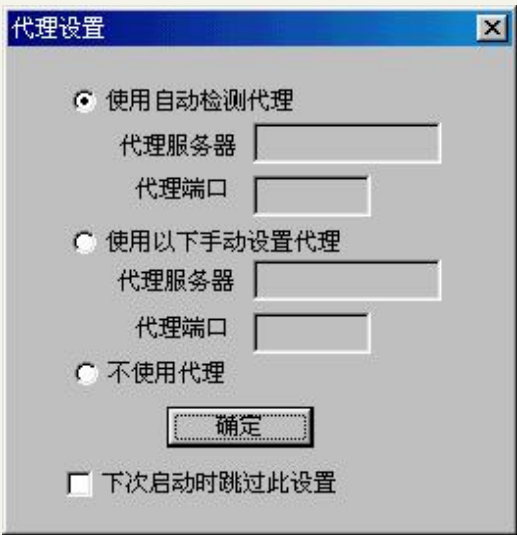 代理设置
使用自动检测代理
代理服务器
代理端口
使用以下手动设置代理
代理服务器
代理端口
不使用代理
确定
下次启动时跳过此设置